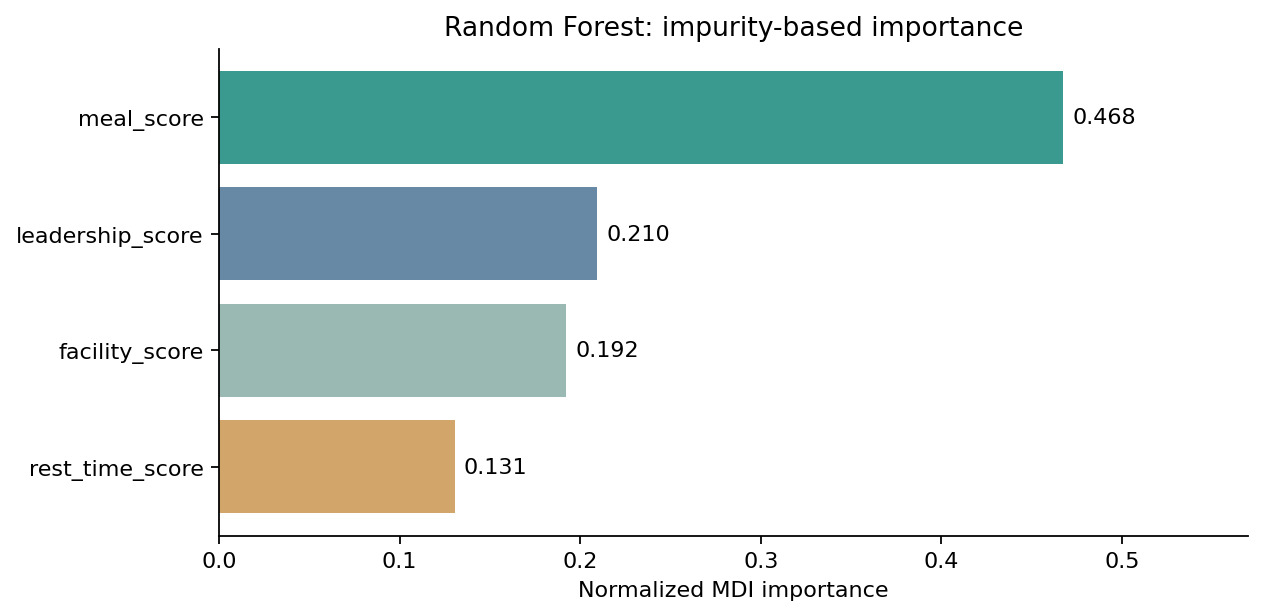 Random Forest: impurity-based importance
meal_score
0.468
leadership_score
0.210
facility_score
0.192
rest_time_score
0.131
0.0 0.1 0.2 0.3 0.4 0.5
Normalized MDI importance